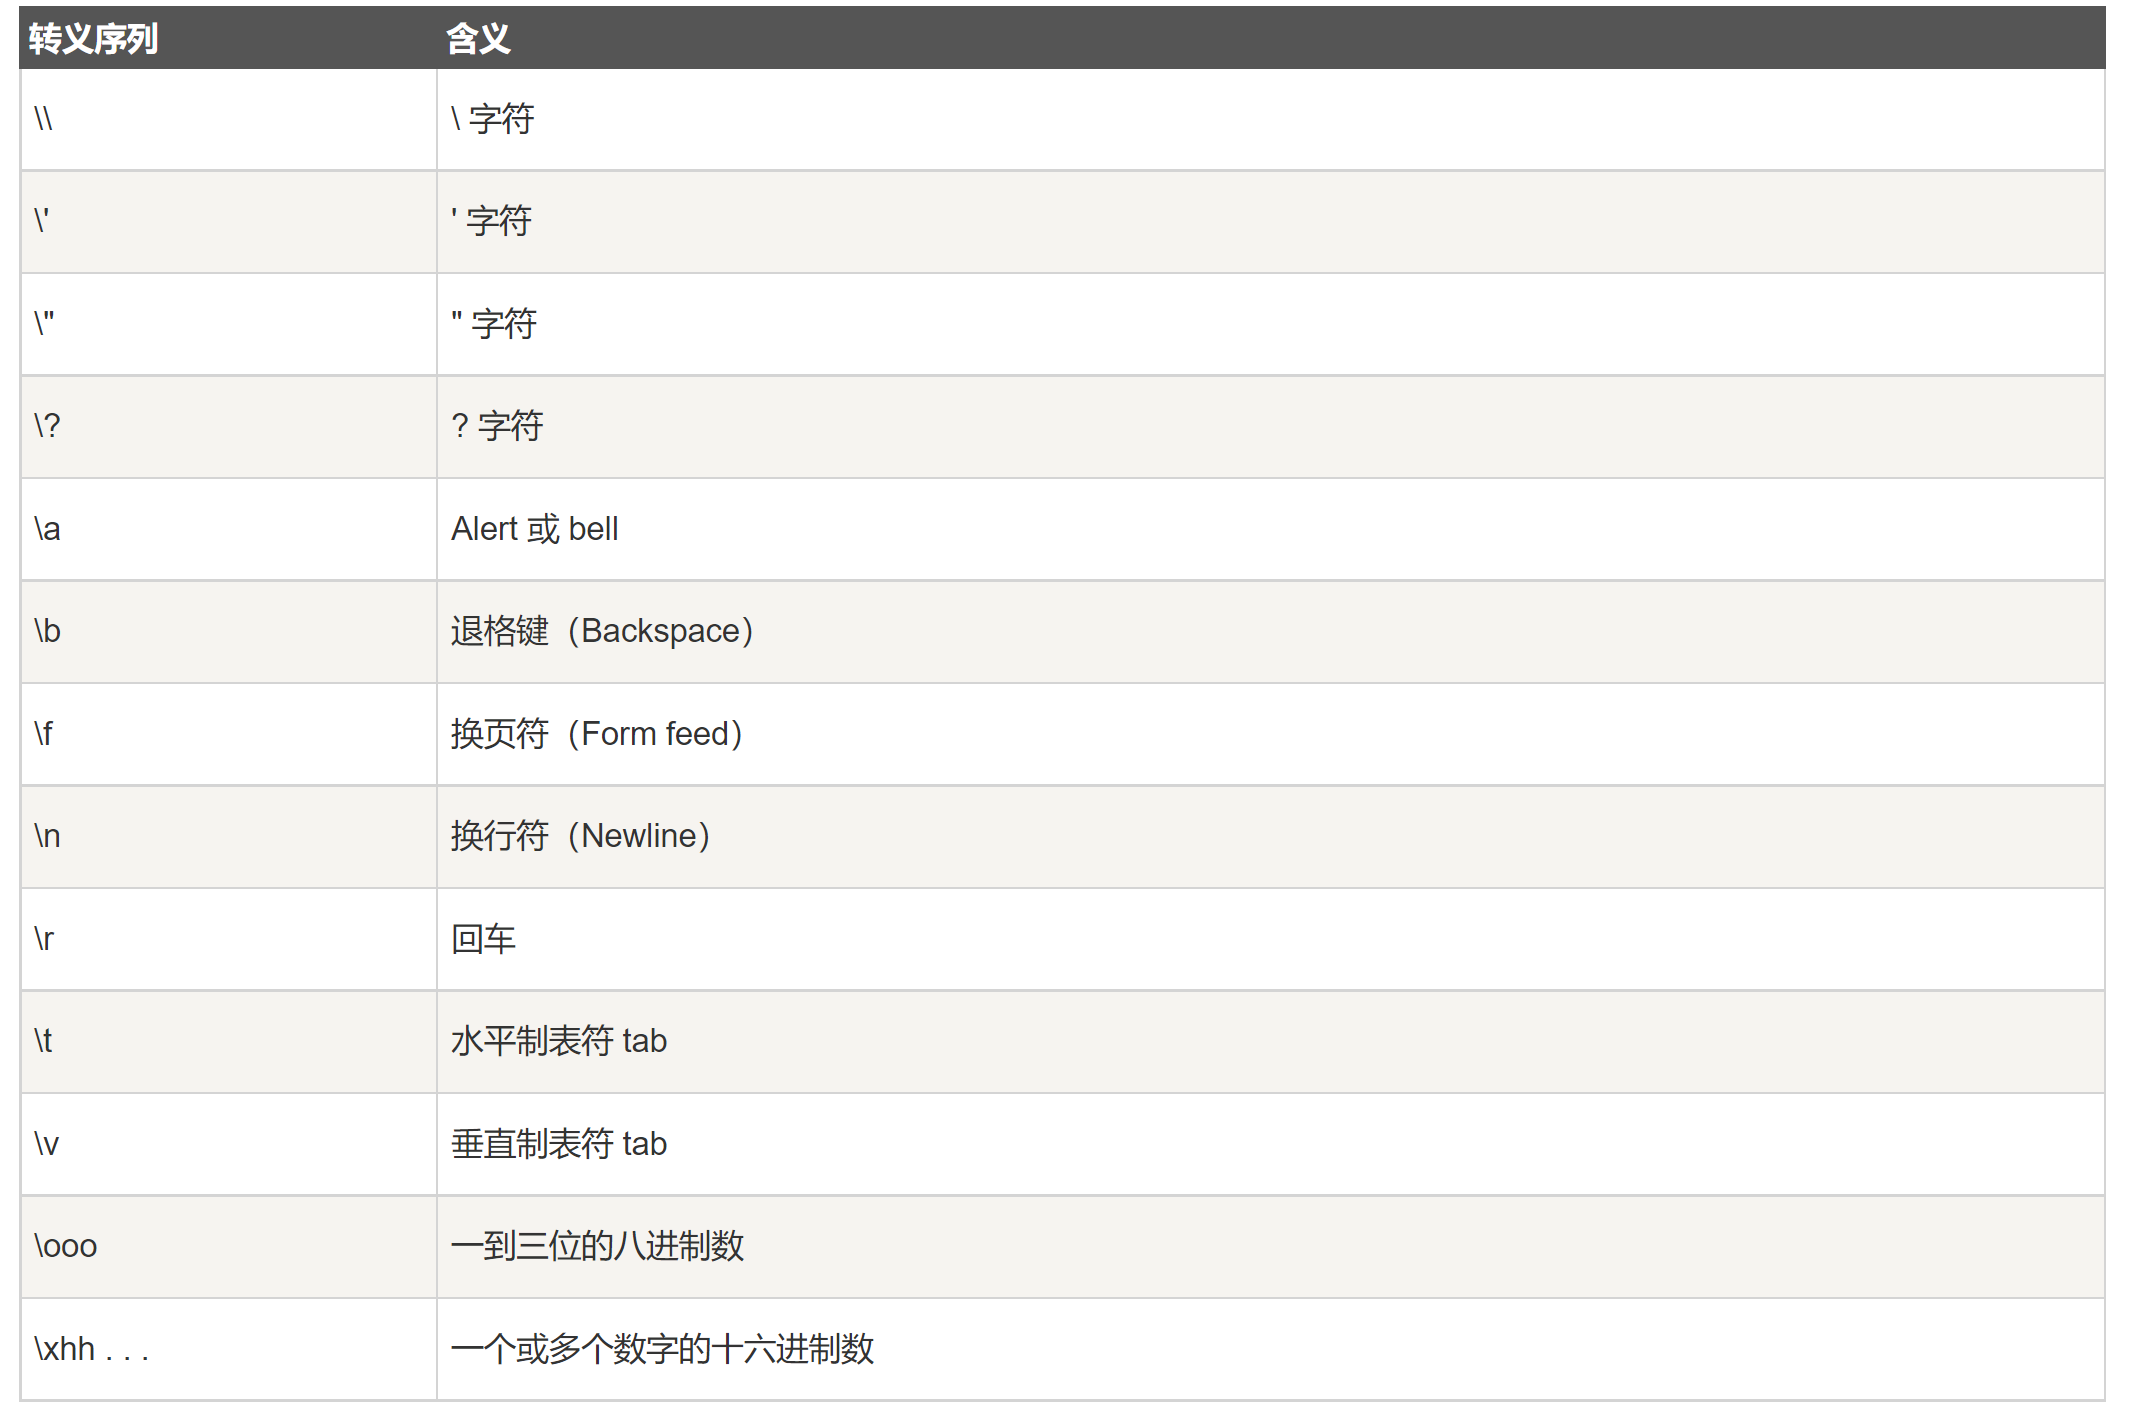 转义序列 含义
\\ \ 字符
\' ' 字符
\" " 字符
\? ? 字符
\a Alert 或 bell
\b 退格键（Backspace）
\f 换页符（Form feed）
\n 换行符（Newline）
\r 回车
\t 水平制表符 tab
\v 垂直制表符 tab
\ooo 一到三位的八进制数
\xhh . . . 一个或多个数字的十六进制数